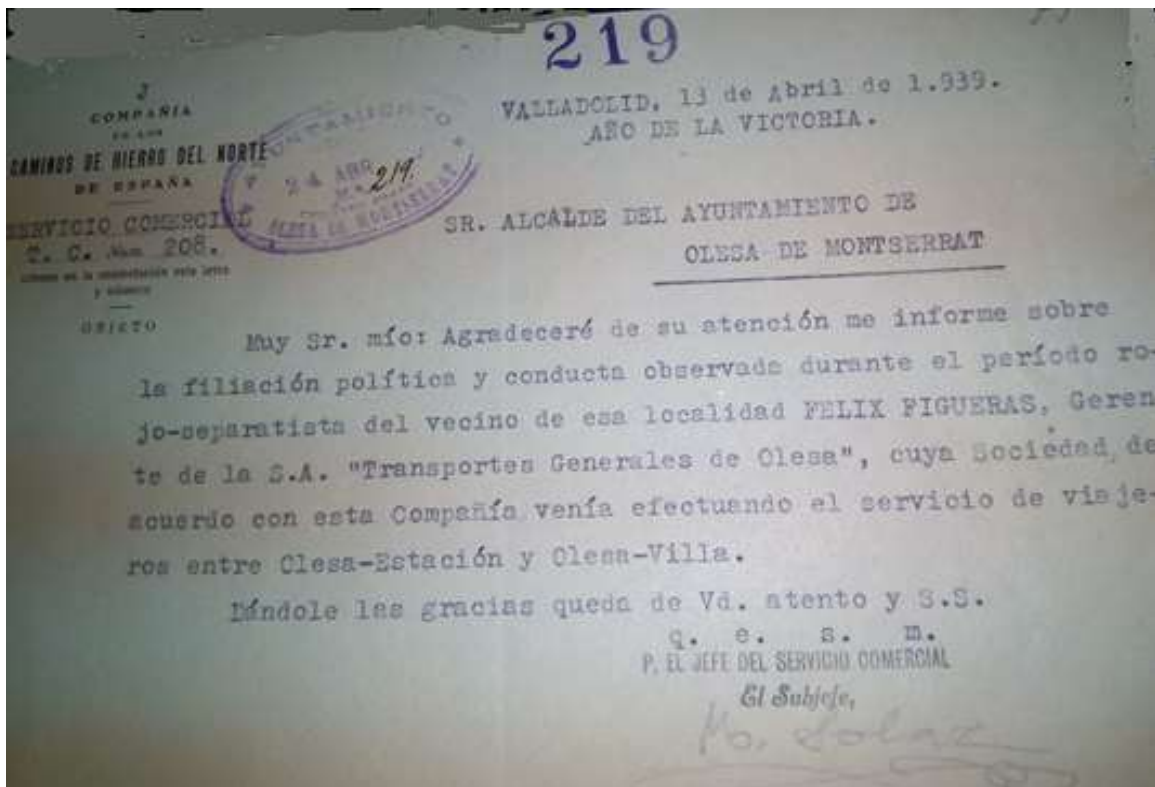 219
VALLADOLID, 13 de Abril de 1.939.
AÑO DE LA VICTORIA.
COMPAÑIA
DE LOS
CAMINOS DE HIERRO DEL NORTE
DE ESPAÑA
SERVICIO COMERCIAL
T. C. Núm. 208.
y número
OBJETO
AYUNTAMIENTO
24 ABR
219.
OLESA DE MONTSERRAT
SR. ALCALDE DEL AYUNTAMIENTO DE
OLESA DE MONTSERRAT
Muy Sr. mío: Agradeceré de su atención me informe sobre
la filiación política y conducta observada durante el período ro-
jo-separatista del vecino de esa localidad FELIX FIGUERAS, Geren
te de la S.A. "Transportes Generales de Olesa", cuya Sociedad, de
acuerdo con esta Compañía venía efectuando el servicio de viaje-
ros entre Olesa-Estación y Olesa-Villa.
Dándole las gracias queda de Vd. atento y S.S.
q. e. s. m.
P. EL JEFE DEL SERVICIO COMERCIAL
El Subjefe,